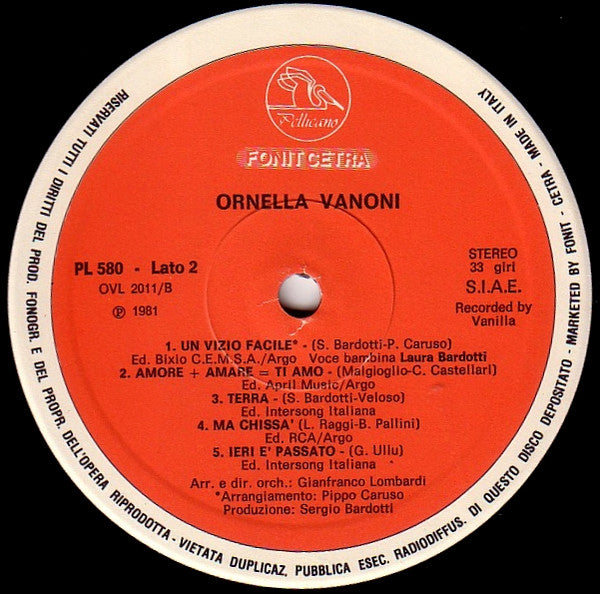 Pellicano
FONIT CETRA
ORNELLA VANONI
PL 580 - Lato 2
OVL 2011/B
℗ 1981
STEREO
33 giri
S.I.A.E.
Recorded by
Vanilla
1. UN VIZIO FACILE* - (S. Bardotti-P. Caruso)
Ed. Bixio C.E.M.S.A./Argo Voce bambina Laura Bardotti
2. AMORE + AMARE = TI AMO - (Malgioglio-C. Castellari)
Ed. April Music/Argo
3. TERRA - (S. Bardotti-Veloso)
Ed. Intersong Italiana
4. MA CHISSA' (L. Raggi-B. Pallini)
Ed. RCA/Argo
5. IERI E' PASSATO - (G. Ullu)
Ed. Intersong Italiana
Arr. e dir. orch.: Gianfranco Lombardi
*Arrangiamento: Pippo Caruso
Produzione: Sergio Bardotti
RISERVATI TUTTI I DIRITTI DEL PROD. FONOGR. E DEL PROPR. DELL'OPERA RIPRODOTTA - VIETATA DUPLICAZ. PUBBLICA ESEC. RADIODIFFUS. DI QUESTO DISCO DEPOSITATO - MARKETED BY FONIT - CETRA - MADE IN ITALY